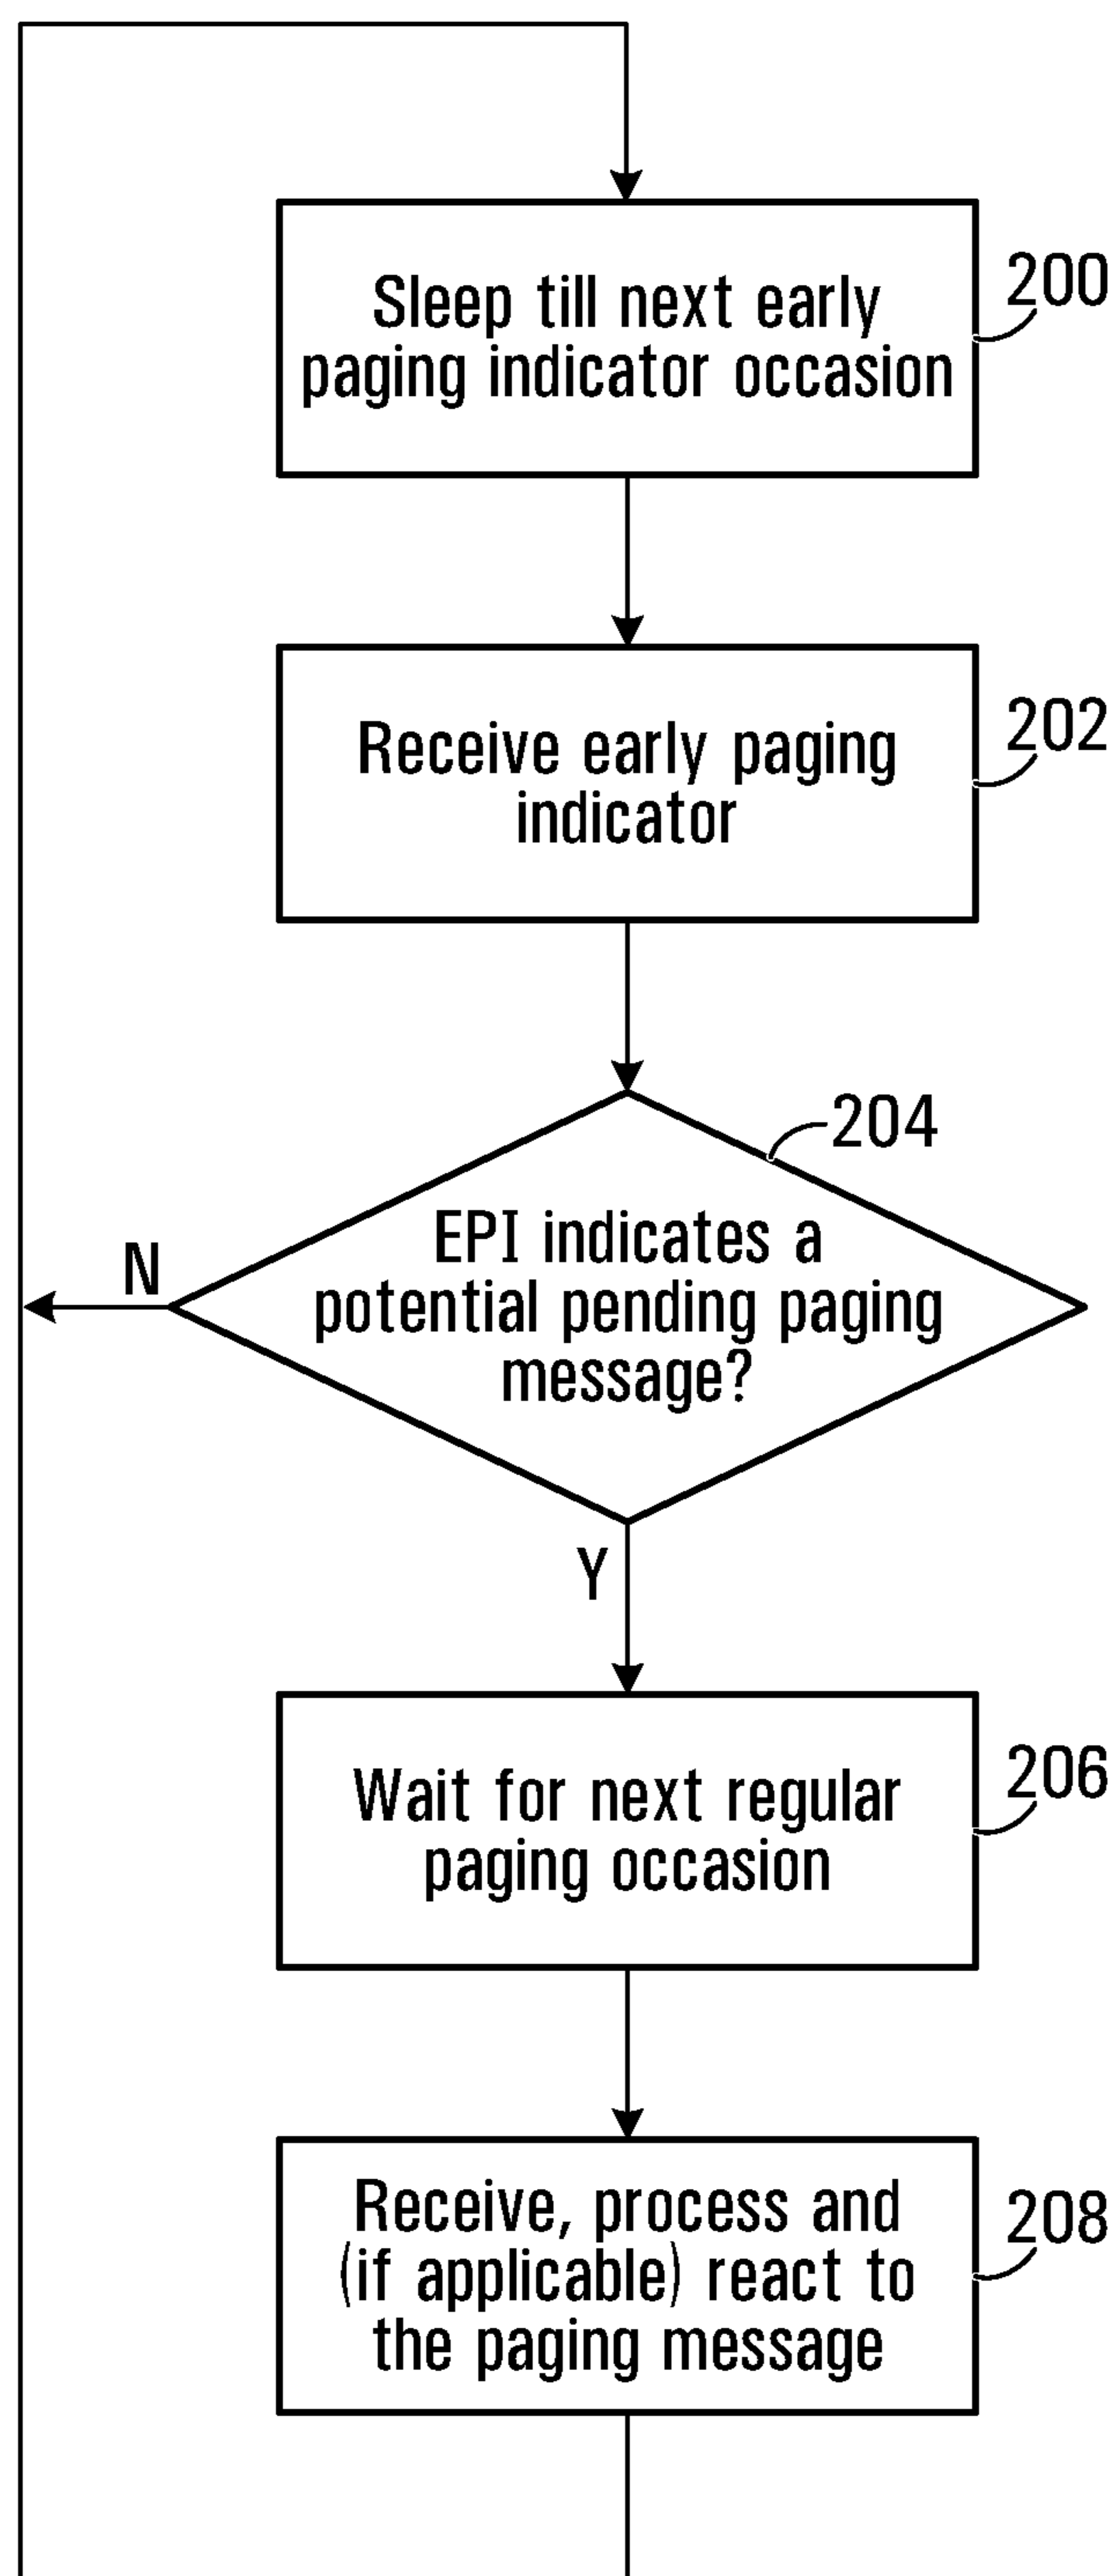 Sleep till next early
paging indicator occasion
200
Receive early paging
indicator
202
204
EPI indicates a
potential pending paging
message?
N
Y
Wait for next regular
paging occasion
206
Receive, process and
(if applicable) react to
the paging message
208